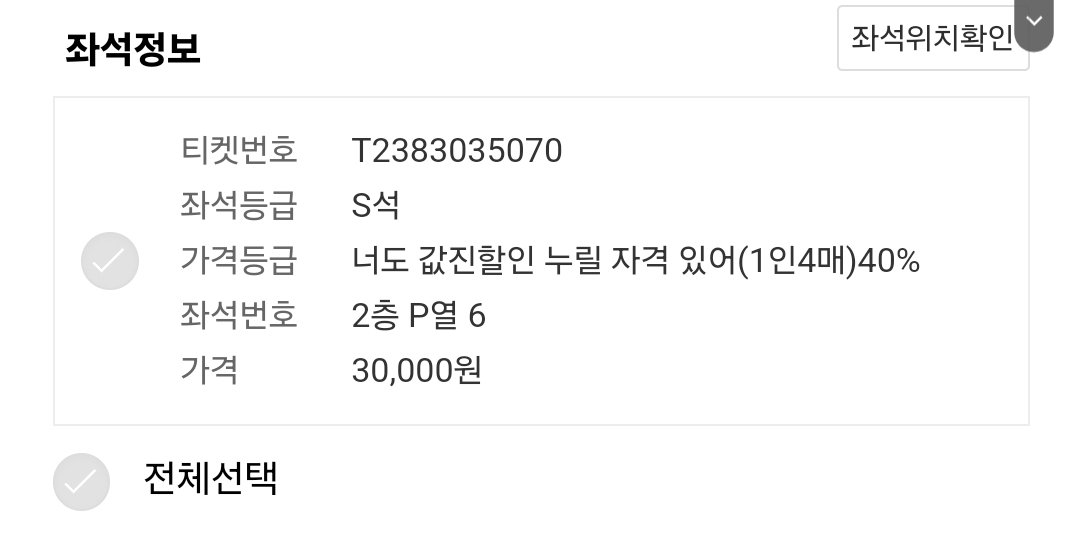 좌석정보
좌석위치확인
티켓번호 T2383035070
좌석등급 S석
가격등급 너도 값진할인 누릴 자격 있어(1인4매)40%
좌석번호 2층 P열 6
가격 30,000원
전체선택